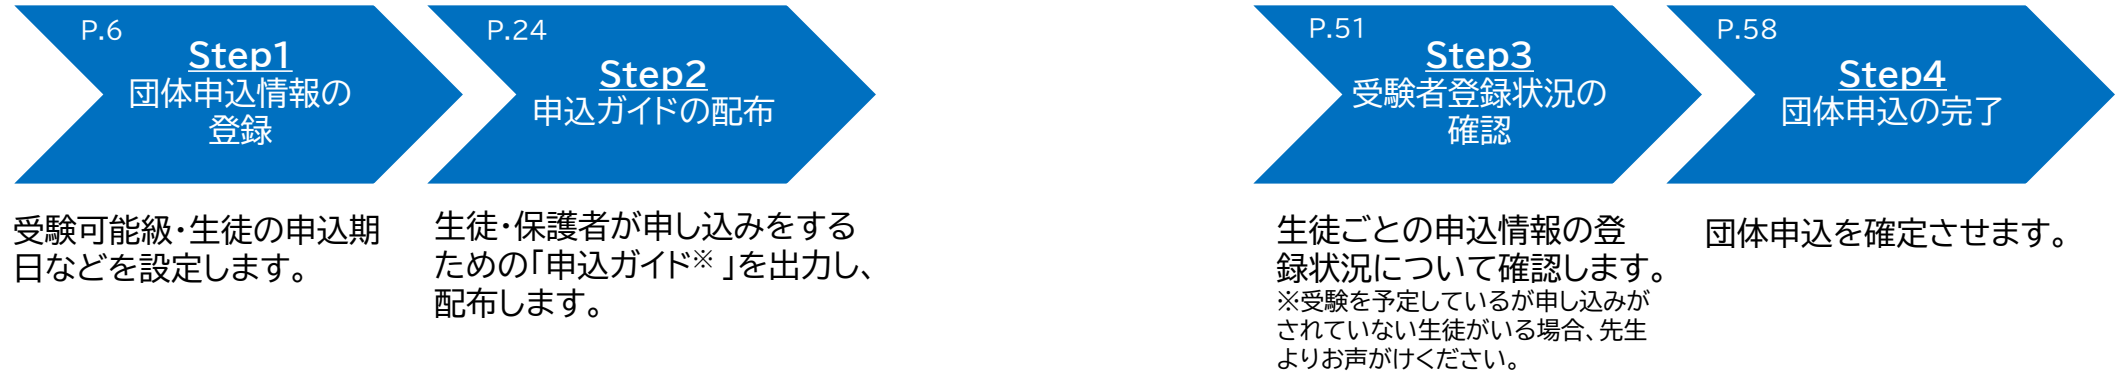 P.6
Step1
団体申込情報の
登録
P.24
Step2
申込ガイドの配布
P.51
Step3
受験者登録状況の
確認
P.58
Step4
団体申込の完了
受験可能級・生徒の申込期
日などを設定します。
生徒・保護者が申し込みをする
ための「申込ガイド※ 」を出力し、
配布します。
生徒ごとの申込情報の登
録状況について確認します。
※受験を予定しているが申し込みが
されていない生徒がいる場合、先生
よりお声がけください。
団体申込を確定させます。